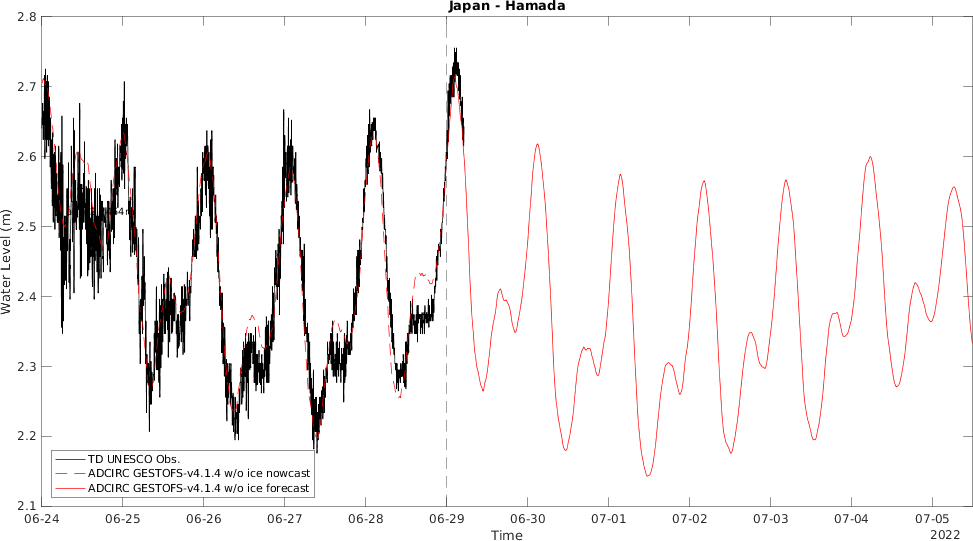 Japan - Hamada
2.8
2.7
2.6
2.5
2.4
2.3
2.2
2.1
Water Level (m)
TD UNESCO Obs.
ADCIRC GESTOFS-v4.1.4 w/o ice nowcast
ADCIRC GESTOFS-v4.1.4 w/o ice forecast
06-24 06-25 06-26 06-27 06-28 06-29 06-30 07-01 07-02 07-03 07-04 07-05
Time
2022